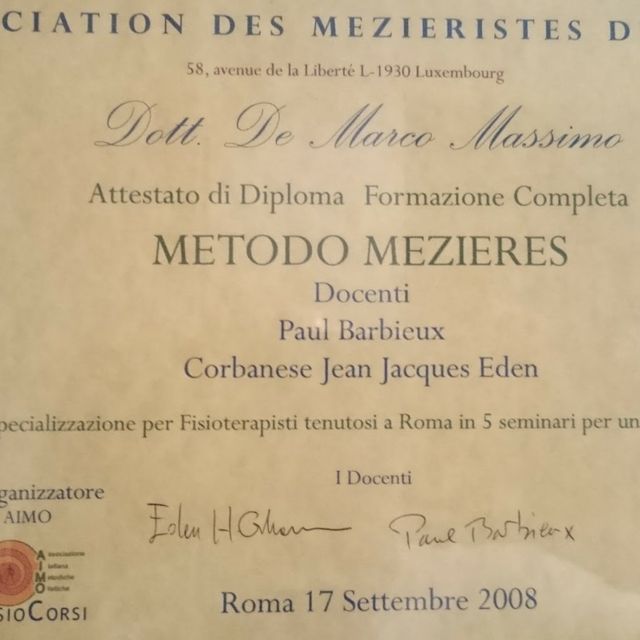 CIATION DES MEZIERISTES D
58, avenue de la Liberté L-1930 Luxembourg
Dott. De Marco Massimo
Attestato di Diploma Formazione Completa
METODO MEZIERES
Docenti
Paul Barbieux
Corbanese Jean Jacques Eden
pecializzazione per Fisioterapisti tenutosi a Roma in 5 seminari per un
I Docenti
ganizzatore
AIMO
Paul Barbieux
AIMO
SIOCORSI
Roma 17 Settembre 2008